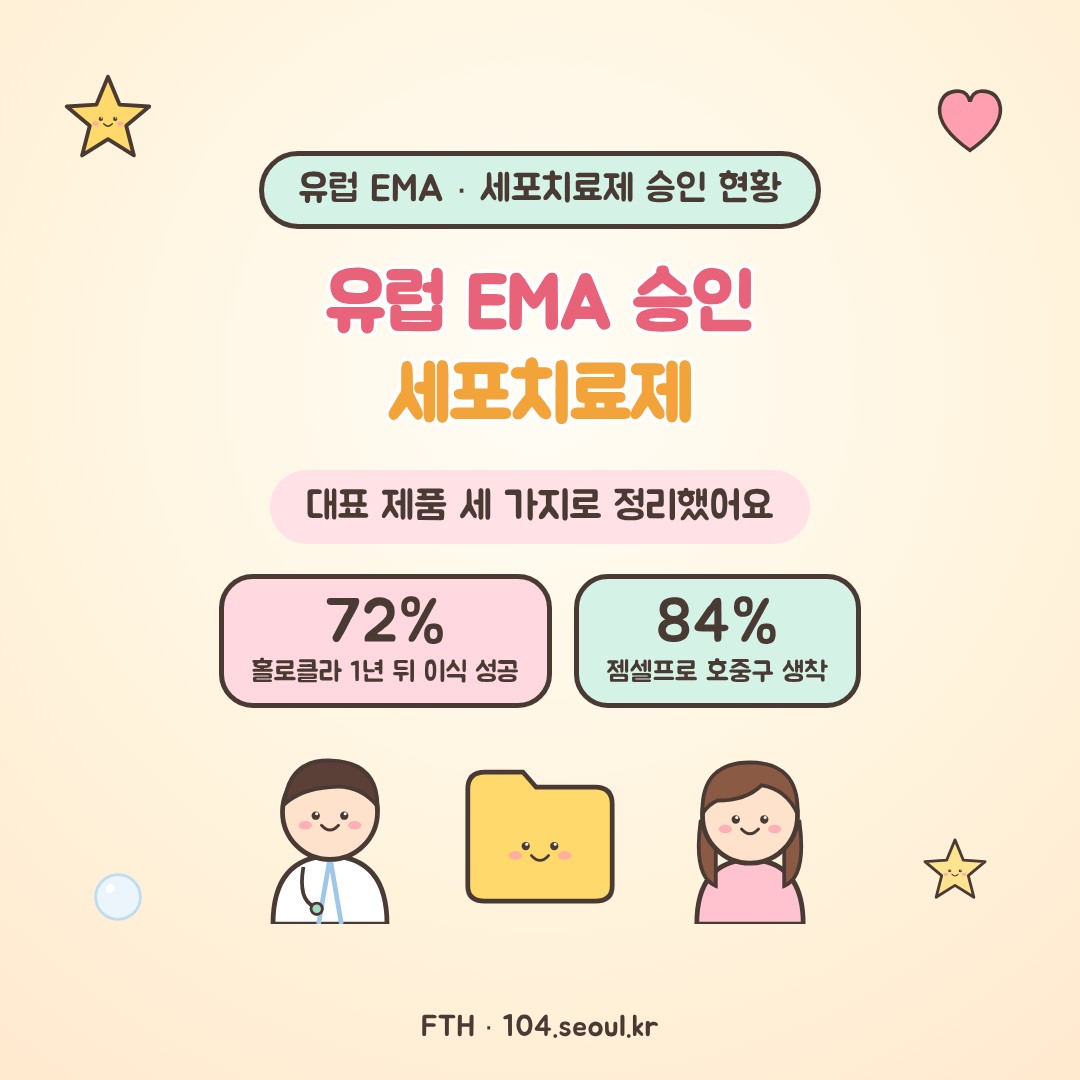 유럽 EMA · 세포치료제 승인 현황
유럽 EMA 승인
세포치료제
대표 제품 세 가지로 정리했어요
72%
홀로클라 1년 뒤 이식 성공
84%
젬셀프로 호중구 생착
FTH · 104.seoul.kr